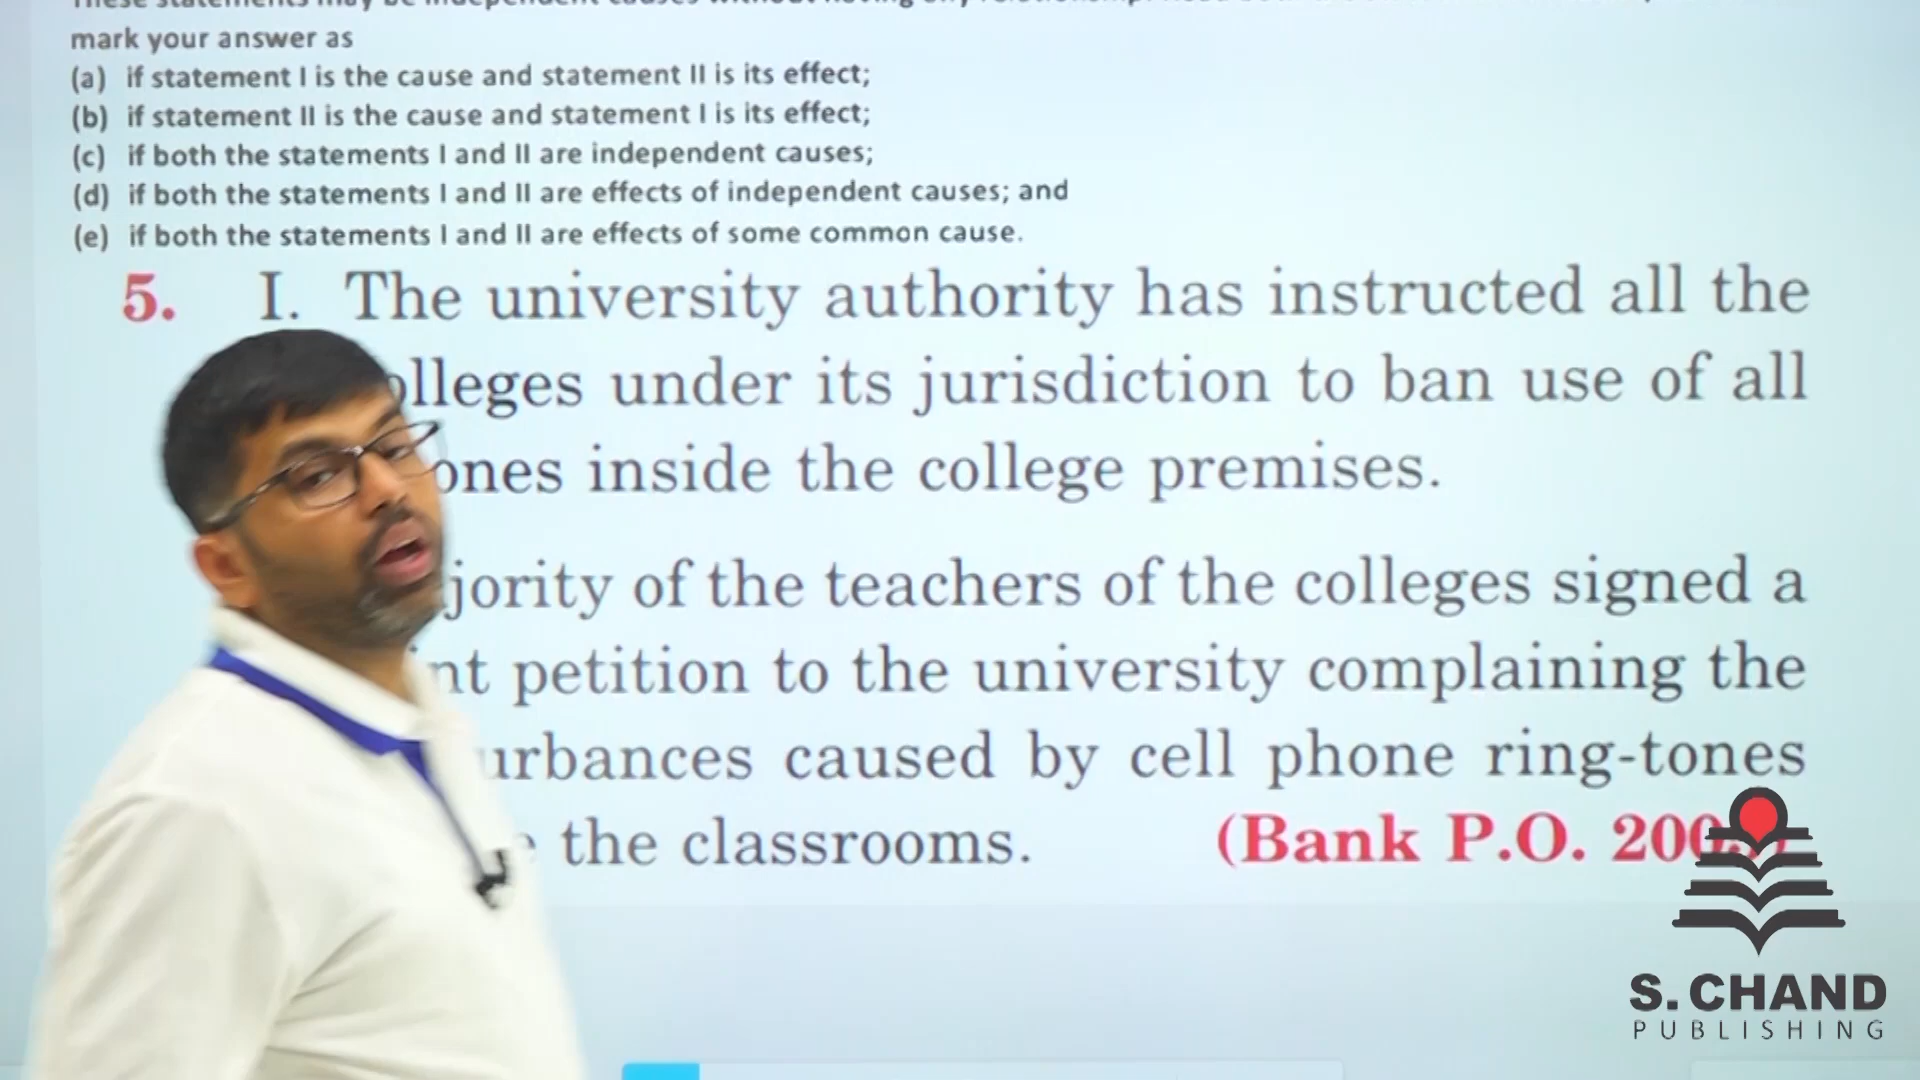 mark your answer as
(a) if statement I is the cause and statement II is its effect;
(b) if statement II is the cause and statement I is its effect;
(c) if both the statements I and II are independent causes;
(d) if both the statements I and II are effects of independent causes; and
(e) if both the statements I and II are effects of some common cause.
5. I. The university authority has instructed all the
under its jurisdiction to ban use of all
inside the college premises.
of the teachers of the colleges signed a
petition to the university complaining the
caused by cell phone ring-tones
the classrooms.
(Bank P.O.
S. CHAND
PUBLISHING